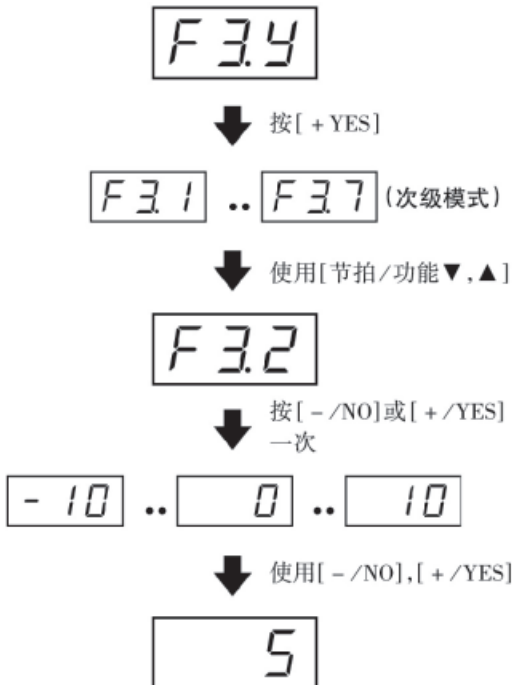 F 3.Y
按[ + YES]
F 3.1 .. F 3.7 (次级模式)
使用[节拍/功能▼,▲]
F 3.2
按[ - /NO]或[ + /YES]
一次
- 10 .. 0 .. 10
使用[ - /NO],[ + /YES]
5